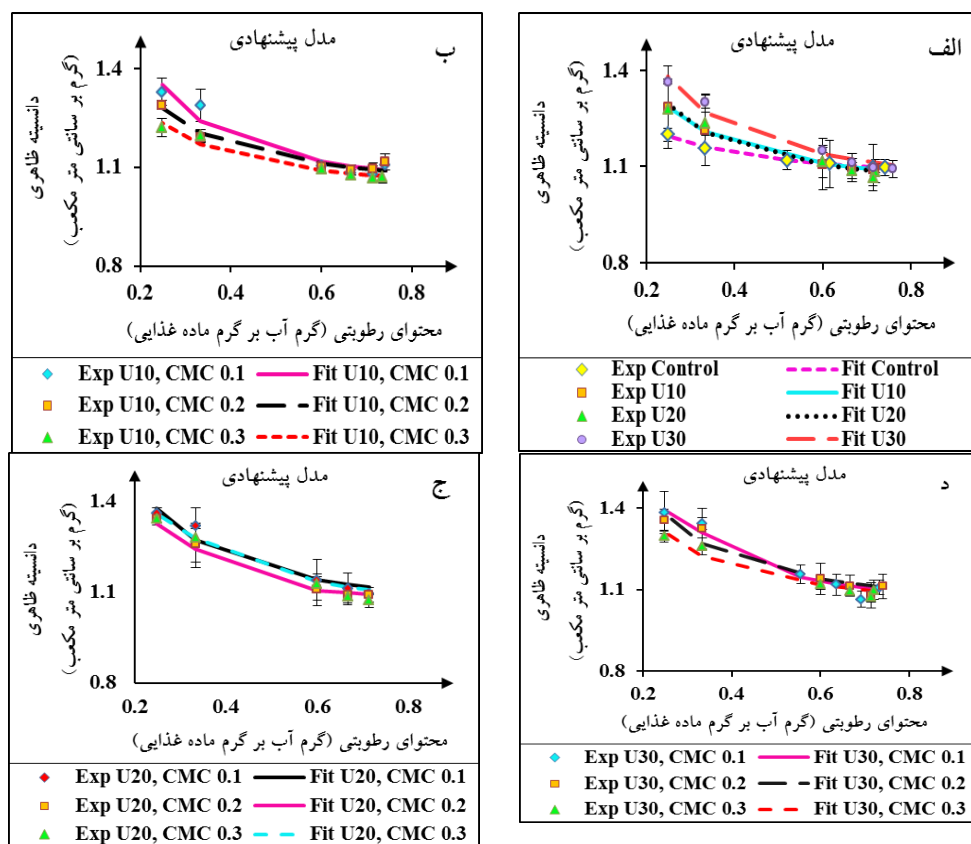 الف
مدل پیشنهادی
دانسیته ظاهری
(گرم بر سانتی متر مکعب)
1.4
1.1
0.8
0.2 0.4 0.6 0.8
محتوای رطوبتی (گرم آب بر گرم ماده غذایی)
Exp Control Fit Control
Exp U10 Fit U10
Exp U20 Fit U20
Exp U30 Fit U30
ب
مدل پیشنهادی
دانسیته ظاهری
(گرم بر سانتی متر مکعب)
1.4
1.1
0.8
0.2 0.4 0.6 0.8
محتوای رطوبتی (گرم آب بر گرم ماده غذایی)
Exp U10, CMC 0.1 Fit U10, CMC 0.1
Exp U10, CMC 0.2 Fit U10, CMC 0.2
Exp U10, CMC 0.3 Fit U10, CMC 0.3
ج
مدل پیشنهادی
دانسیته ظاهری
(گرم بر سانتی متر مکعب)
1.4
1.1
0.8
0.2 0.4 0.6 0.8
محتوای رطوبتی (گرم آب بر گرم ماده غذایی)
Exp U20, CMC 0.1 Fit U20, CMC 0.1
Exp U20, CMC 0.2 Fit U20, CMC 0.2
Exp U20, CMC 0.3 Fit U20, CMC 0.3
د
مدل پیشنهادی
دانسیته ظاهری
(گرم بر سانتی متر مکعب)
1.4
1.1
0.8
0.2 0.4 0.6 0.8
محتوای رطوبتی (گرم آب بر گرم ماده غذایی)
Exp U30, CMC 0.1 Fit U30, CMC 0.1
Exp U30, CMC 0.2 Fit U30, CMC 0.2
Exp U30, CMC 0.3 Fit U30, CMC 0.3